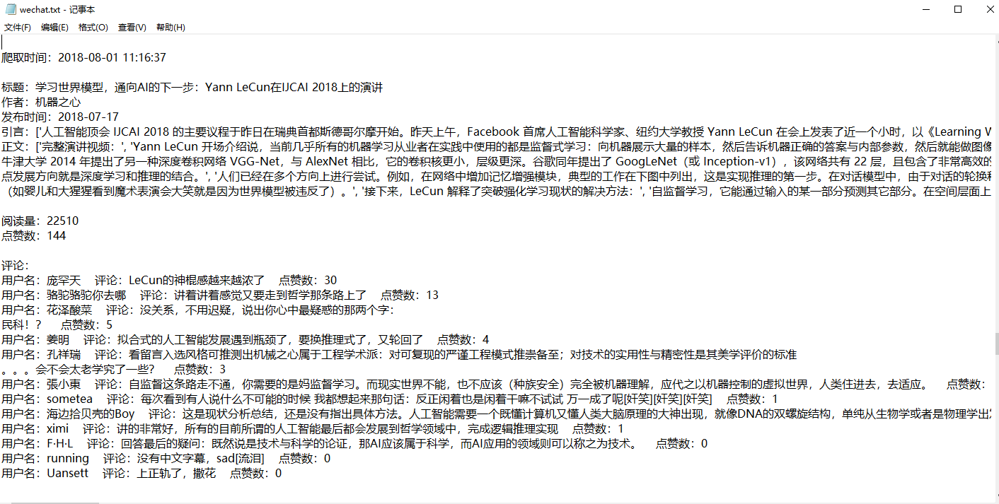 wechat.txt - 记事本
文件(F) 编辑(E) 格式(O) 查看(V) 帮助(H)
爬取时间：2018-08-01 11:16:37
标题：学习世界模型，通向AI的下一步：Yann LeCun在IJCAI 2018上的演讲
作者：机器之心
发布时间：2018-07-17
引言：['人工智能顶会 IJCAI 2018 的主要议程于昨日在瑞典首都斯德哥尔摩开始。昨天上午，Facebook 首席人工智能科学家、纽约大学教授 Yann LeCun 在会上发表了近一个小时，以《Learning W
正文：['完整演讲视频：', 'Yann LeCun 开场介绍说，当前几乎所有的机器学习从业者在实践中使用的都是监督式学习：向机器展示大量的样本，然后告诉机器正确的答案与内部参数，然后就能做图像
牛津大学 2014 年提出了另一种深度卷积网络 VGG-Net，与 AlexNet 相比，它的卷积核更小，层级更深。谷歌同年提出了 GoogLeNet（或 Inception-v1），该网络共有 22 层，且包含了非常高效的
点发展方向就是深度学习和推理的结合。', '人们已经在多个方向上进行尝试。例如，在网络中增加记忆增强模块，典型的工作在下图中列出，这是实现推理的第一步。在对话模型中，由于对话的轮换和
（如婴儿和大猩猩看到魔术表演会大笑就是因为世界模型被违反了）。', '接下来，LeCun 解释了突破强化学习现状的解决方法：', '自监督学习，它能通过输入的某一部分预测其它部分。在空间层面上
阅读量：22510
点赞数：144
评论：
用户名：庞罕天 评论：LeCun的神棍感越来越浓了 点赞数：30
用户名：骆驼骆驼你去哪 评论：讲着讲着感觉又要走到哲学那条路上了 点赞数：13
用户名：花泽酸菜 评论：没关系，不用迟疑，说出你心中最疑惑的那两个字：
民科！？ 点赞数：5
用户名：姜明 评论：拟合式的人工智能发展遇到瓶颈了，要换推理式了，又轮回了 点赞数：4
用户名：孔祥瑞 评论：看留言入选风格可推测出机械之心属于工程学术派：对可复现的严谨工程模式推崇备至；对技术的实用性与精密性是其美学评价的标准
。。。会不会太老学究了一些？ 点赞数：3
用户名：張小東 评论：自监督这条路走不通，你需要的是妈监督学习。而现实世界不能，也不应该（种族安全）完全被机器理解，应代之以机器控制的虚拟世界，人类住进去，去适应。 点赞数：
用户名：sometea 评论：每次看到有人说什么不可能的时候 我都想起来那句话：反正闲着也是闲着干嘛不试试 万一成了呢[奸笑][奸笑][奸笑] 点赞数：1
用户名：海边拾贝壳的Boy 评论：这是现状分析总结，还是没有指出具体方法。人工智能需要一个既懂计算机又懂人类大脑原理的大神出现，就像DNA的双螺旋结构，单纯从生物学或者是物理学出发
用户名：ximi 评论：讲的非常好，所有的目前所谓的人工智能最后都会发展到哲学领域中，完成逻辑推理实现 点赞数：1
用户名：F·H·L 评论：回答最后的疑问：既然说是技术与科学的论证，那AI应该属于科学，而AI应用的领域则可以称之为技术。 点赞数：0
用户名：running 评论：没有中文字幕，sad[流泪] 点赞数：0
用户名：Uansett 评论：上正轨了，撒花 点赞数：0